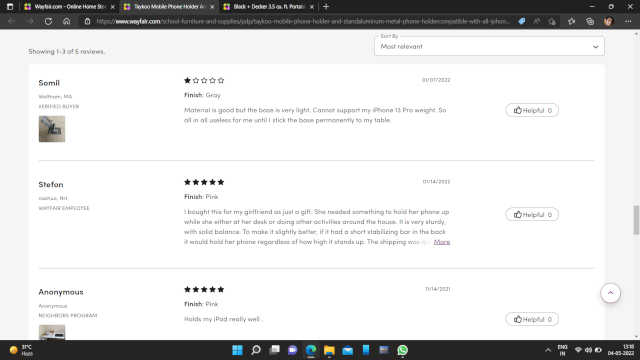 Wayfair.com - Online Home Stor
Taykoo Mobile Phone Holder An
Black + Decker 3.5 cu. ft. Portab
https://www.wayfair.com/school-furniture-and-supplies/pdp/taykoo-mobile-phone-holder-and-standaluminum-metal-phone-holdercompatible-with-all-iphon...
Sort By
Showing 1-3 of 5 reviews.
Most relevant
Somil
01/07/2022
Waltham, MA
Finish: Gray
VERIFIED BUYER
Material is good but the base is very light. Cannot support my iPhone 13 Pro weight. So
all in all useless for me until I stick the base permanently to my table.
Helpful 0
Stefon
01/14/2022
nashua, NH
Finish: Pink
WAYFAIR EMPLOYEE
I bought this for my girlfriend as just a gift. She needed something to hold her phone up
while she either at her desk or doing other activities around the house. It is very sturdy,
with solid balance. To make it slightly better, if it had a short stabilizing bar in the back
it would hold her phone regardless of how high it stands up. The shipping was More
Helpful 0
Anonymous
11/14/2021
Anonymous
Finish: Pink
NEIGHBORS PROGRAM
Holds my iPad really well .
Helpful 0
31°C
Haze
ENG
IN
13:18
04-05-2022